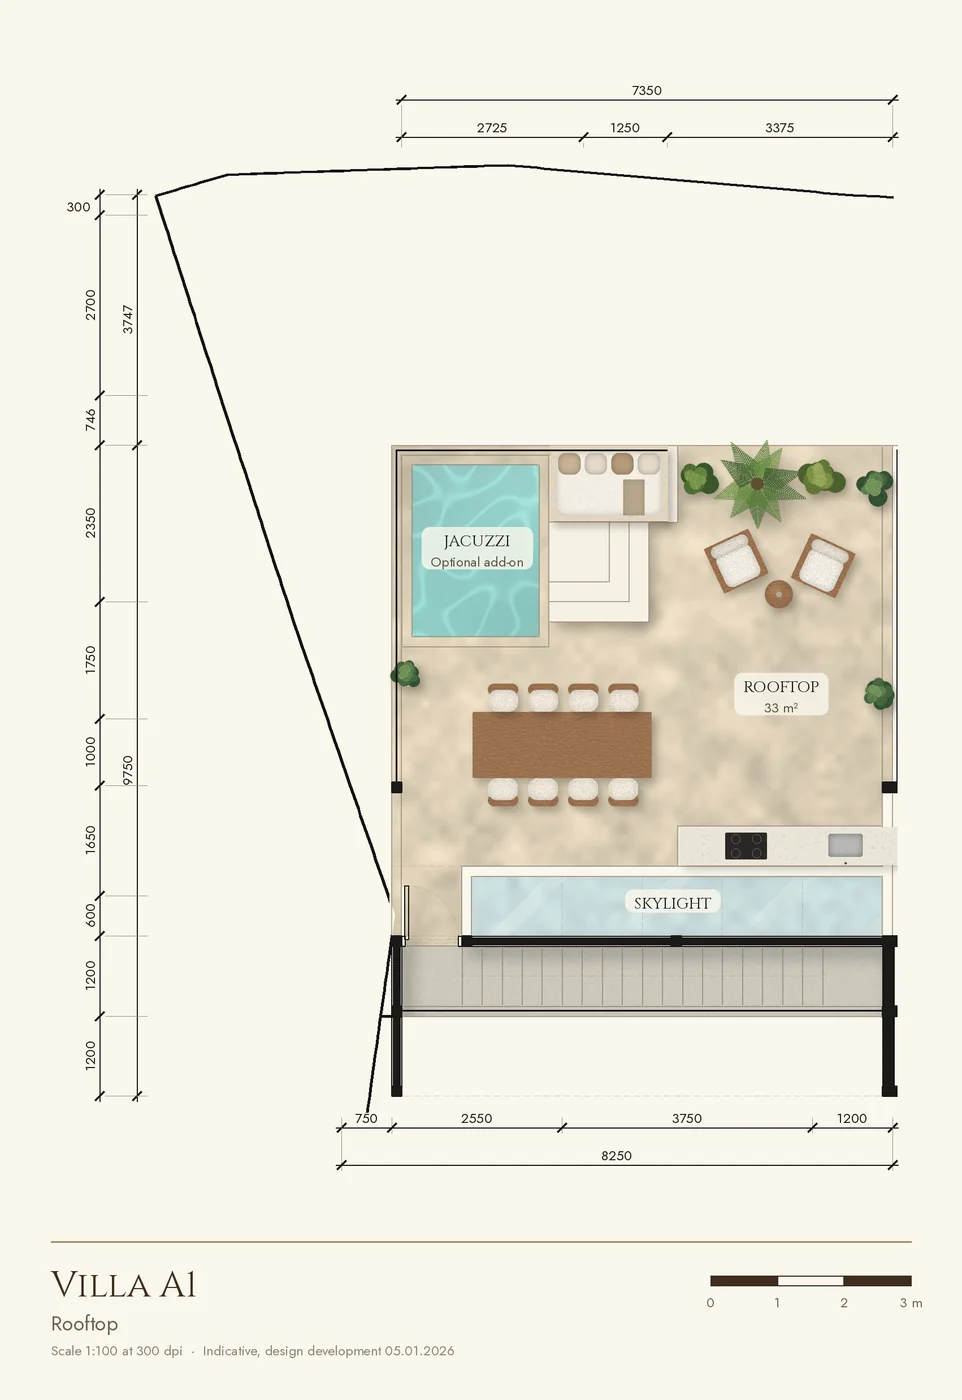 7350
2725 1250 3375
300
2700
3747
746
2350
JACUZZI
Optional add-on
1750
ROOFTOP
33 m²
1000
9750
1650
SKYLIGHT
600
1200
1200
750 2550 3750 1200
8250
VILLA A1
Rooftop
Scale 1:100 at 300 dpi · Indicative, design development 05.01.2026
0 1 2 3 m